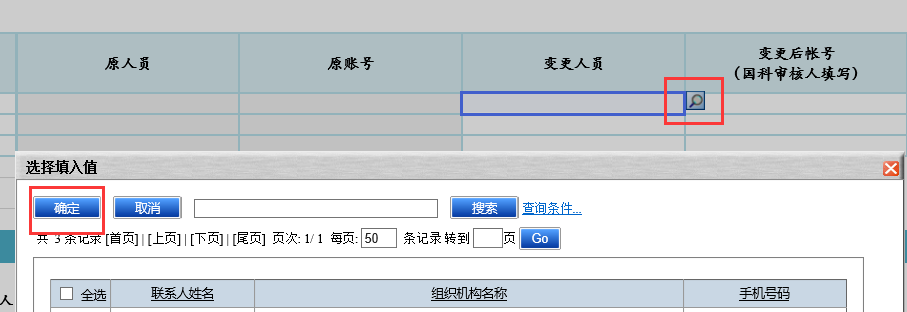 原人员 原账号 变更人员 变更后帐号
(国科审核人填写)
选择填入值
确定 取消 搜索 查询条件...
共 3 条记录 [首页] | [上页] | [下页] | [尾页] 页次: 1/ 1 每页: 50 条记录 转到 页 Go
全选 联系人姓名 组织机构名称 手机号码
人